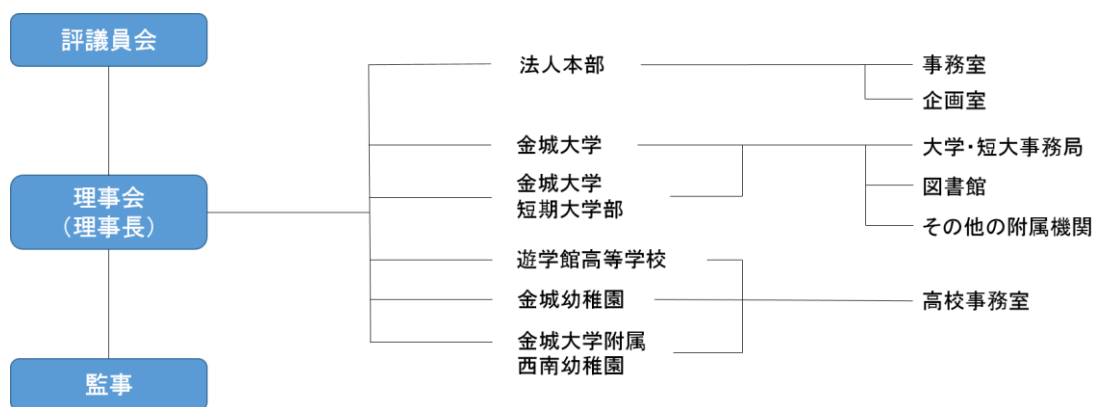 評議員会
理事会
（理事長）
監事
法人本部
金城大学
金城大学
短期大学部
遊学館高等学校
金城幼稚園
金城大学附属
西南幼稚園
事務室
企画室
大学・短大事務局
図書館
その他の附属機関
高校事務室